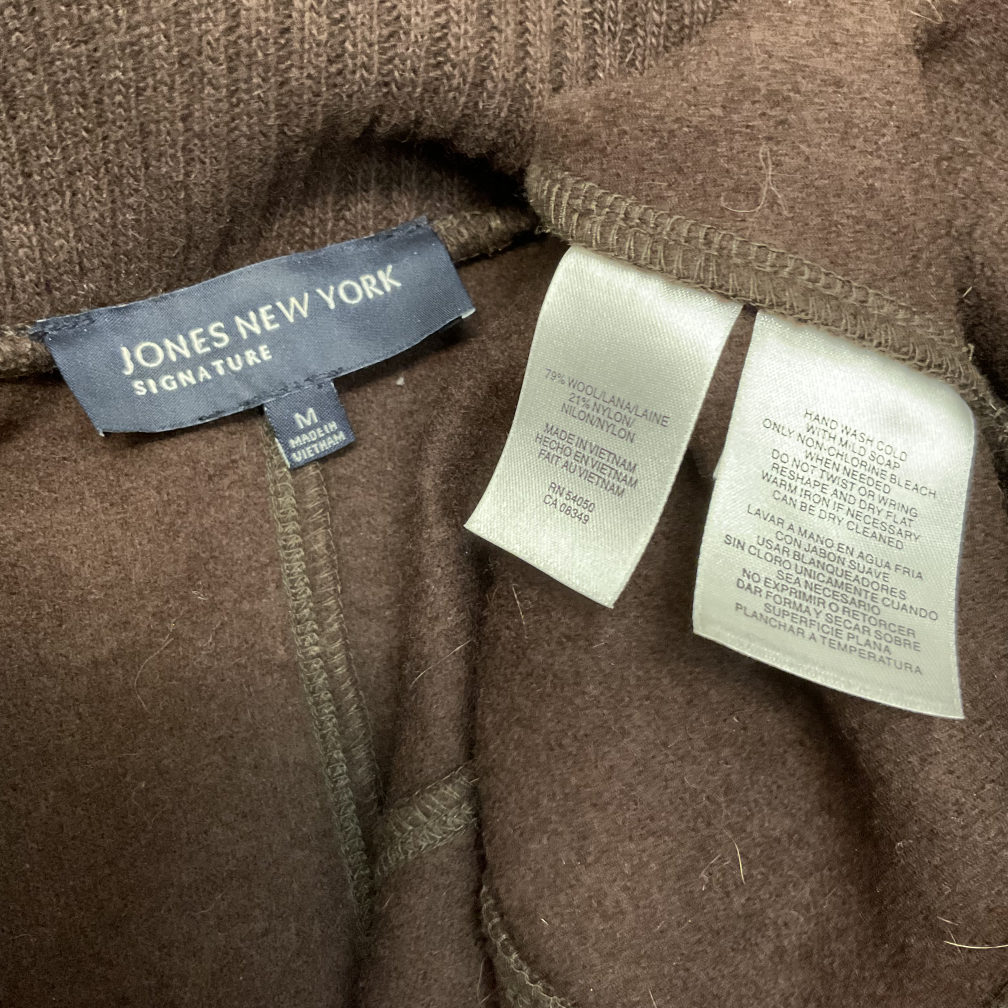 JONES NEW YORK
SIGNATURE
M
MADE IN
VIETNAM
79% WOOL/LANA/LAINE
21% NYLON/
NILON/NYLON
MADE IN VIETNAM
HECHO EN VIETNAM
FAIT AU VIETNAM
RN 54050
CA 08349
HAND WASH COLD
WITH MILD SOAP
ONLY NON-CHLORINE BLEACH
WHEN NEEDED
DO NOT TWIST OR WRING
RESHAPE AND DRY FLAT
WARM IRON IF NECESSARY
CAN BE DRY CLEANED
LAVAR A MANO EN AGUA FRIA
CON JABON SUAVE
USAR BLANQUEADORES
SIN CLORO UNICAMENTE CUANDO
SEA NECESARIO
NO EXPRIMIR O RETORCER
DAR FORMA Y SECAR SOBRE
SUPERFICIE PLANA
PLANCHAR A TEMPERATURA